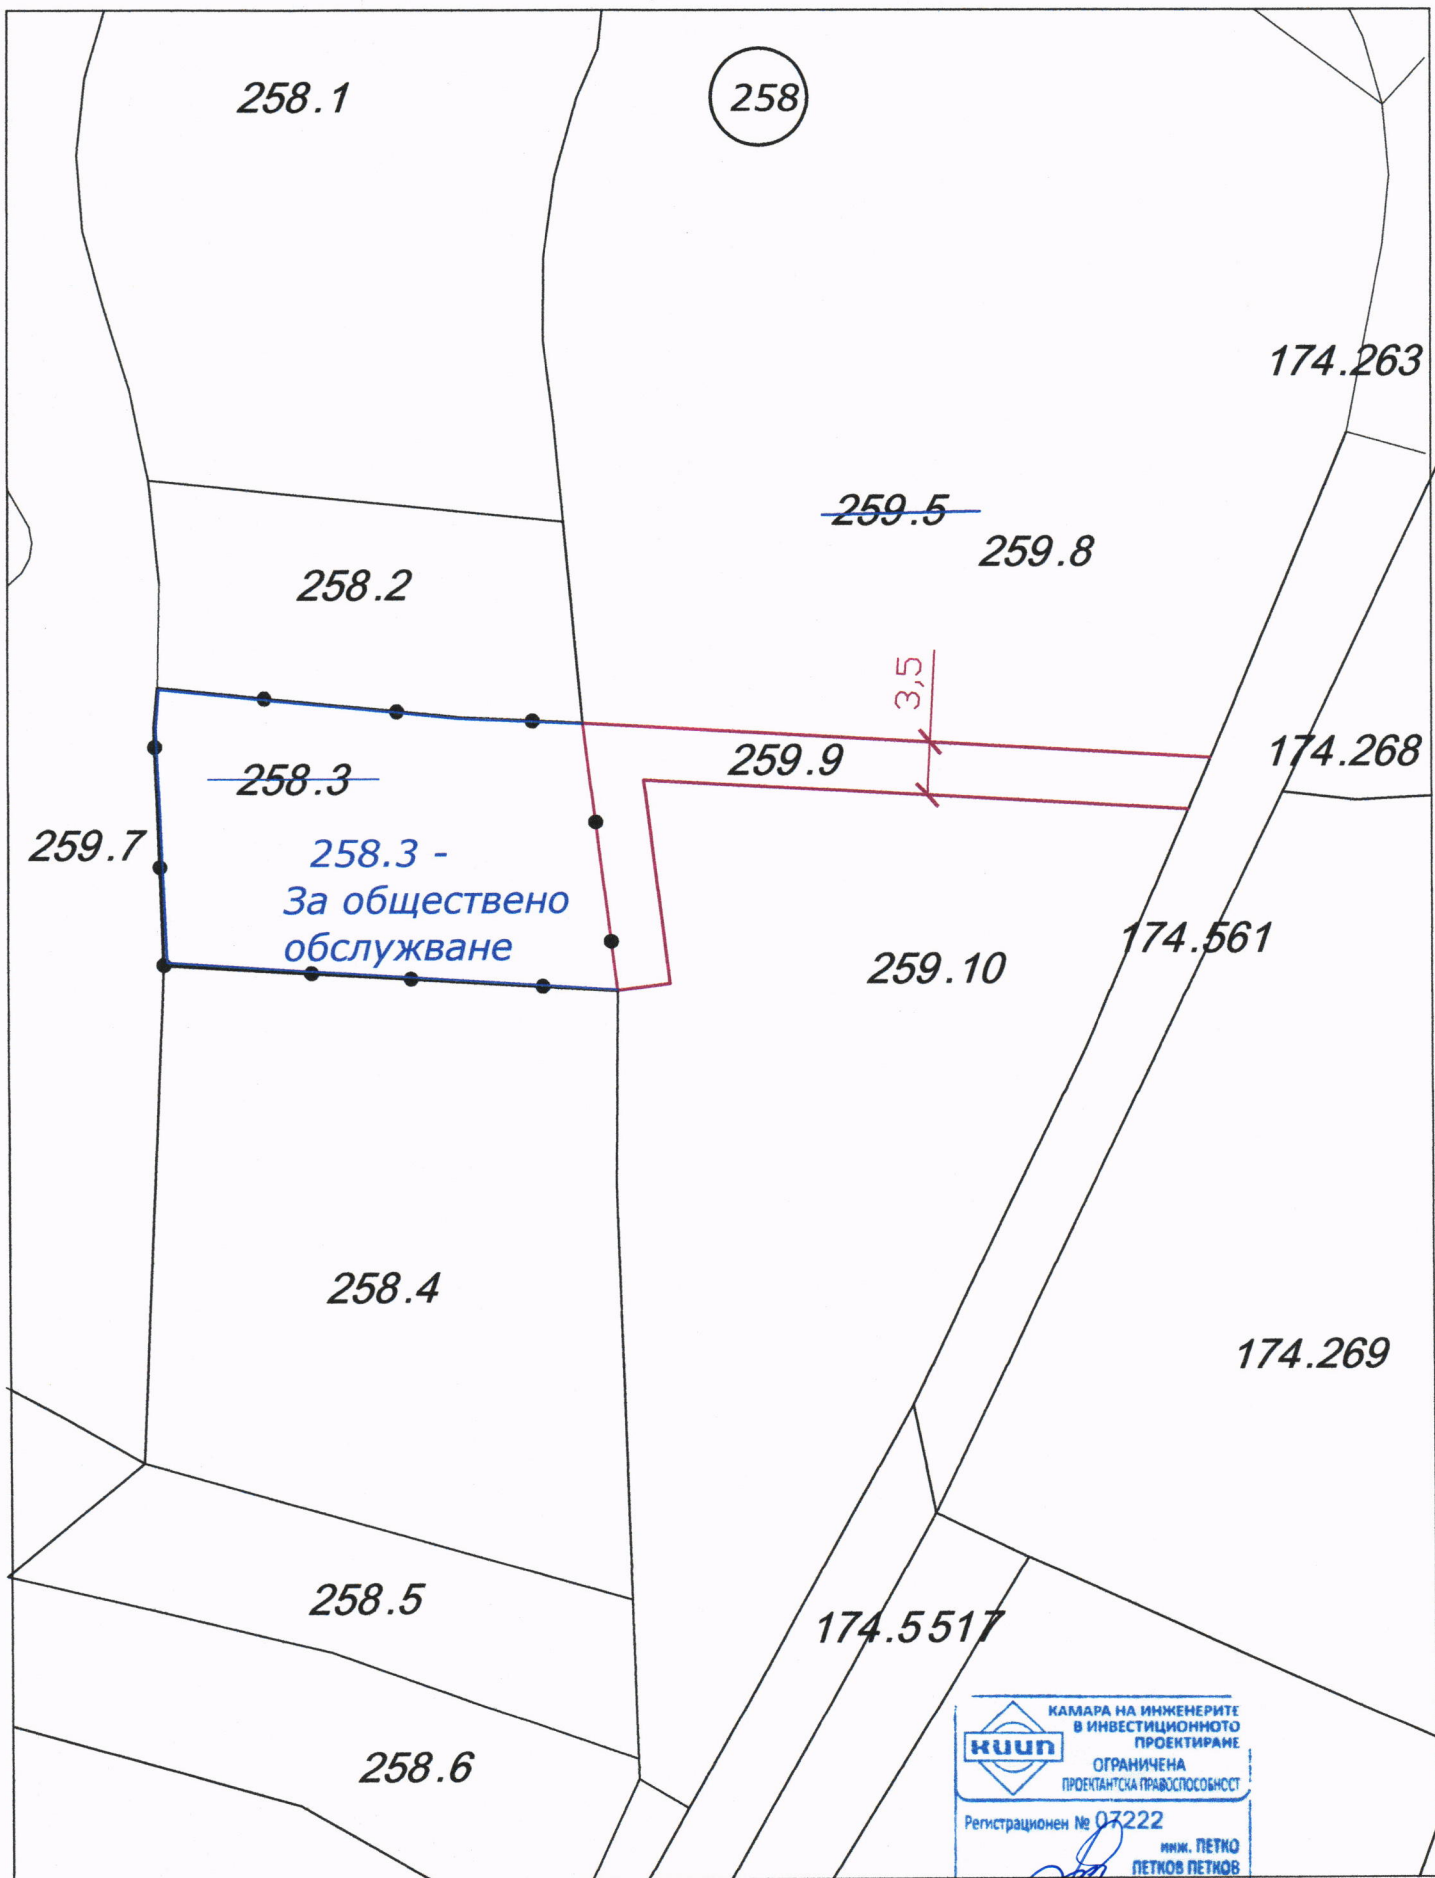 258.1
258
174.263
259.5
259.8
258.2
3,5
259.9
174.268
258.3
259.7
258.3 -
За обществено
обслужване
174.561
259.10
258.4
174.269
258.5
174.5517
258.6
КАМАРА НА ИНЖЕНЕРИТЕ
В ИНВЕСТИЦИОННОТО
ПРОЕКТИРАНЕ
КИИП
ОГРАНИЧЕНА
ПРОЕКТАНТСКА ПРАВОСПОСОБНОСТ
Регистрационен № 07222
инж. ПЕТКО
ПЕТКОВ ПЕТКОВ